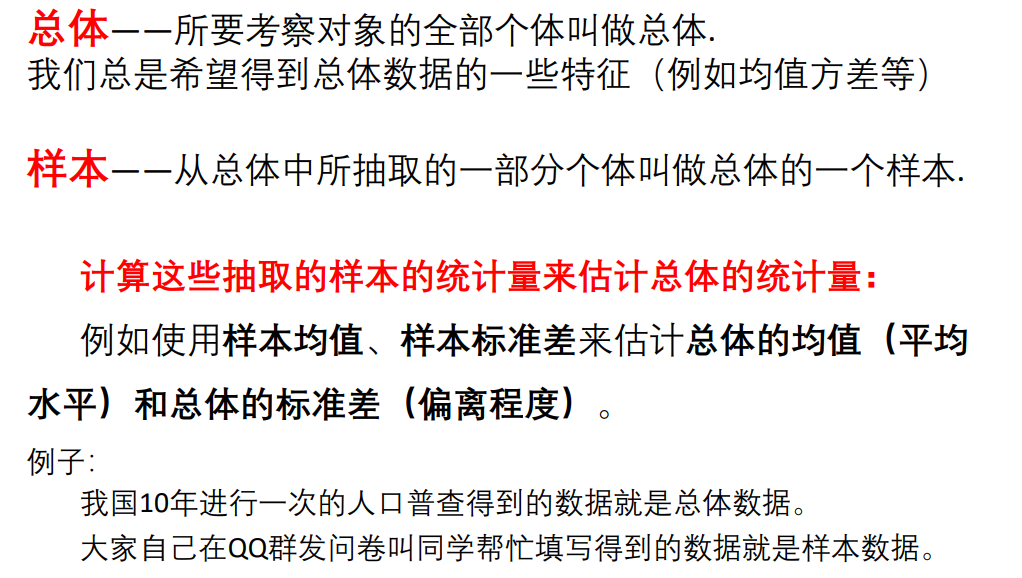 总体——所要考察对象的全部个体叫做总体.
我们总是希望得到总体数据的一些特征（例如均值方差等）
样本——从总体中所抽取的一部分个体叫做总体的一个样本.
计算这些抽取的样本的统计量来估计总体的统计量：
例如使用样本均值、样本标准差来估计总体的均值（平均
水平）和总体的标准差（偏离程度）。
例子：
我国10年进行一次的人口普查得到的数据就是总体数据。
大家自己在QQ群发问卷叫同学帮忙填写得到的数据就是样本数据。